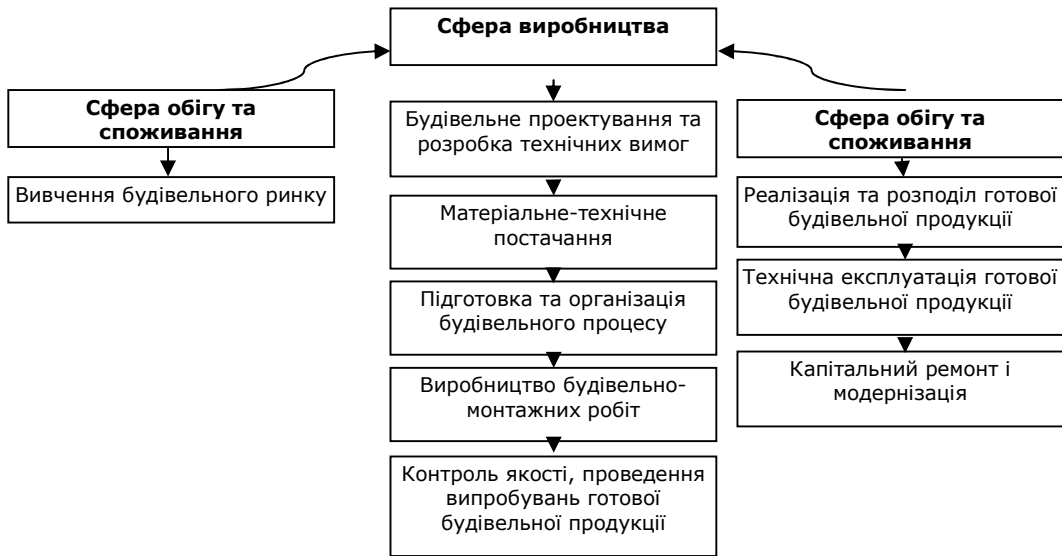 Сфера виробництва
Сфера обігу та
споживання
Вивчення будівельного ринку
Будівельне проектування та
розробка технічних вимог
Матеріальне-технічне
постачання
Підготовка та організація
будівельного процесу
Виробництво будівельно-
монтажних робіт
Контроль якості, проведення
випробувань готової
будівельної продукції
Сфера обігу та
споживання
Реалізація та розподіл готової
будівельної продукції
Технічна експлуатація готової
будівельної продукції
Капітальний ремонт і
модернізація